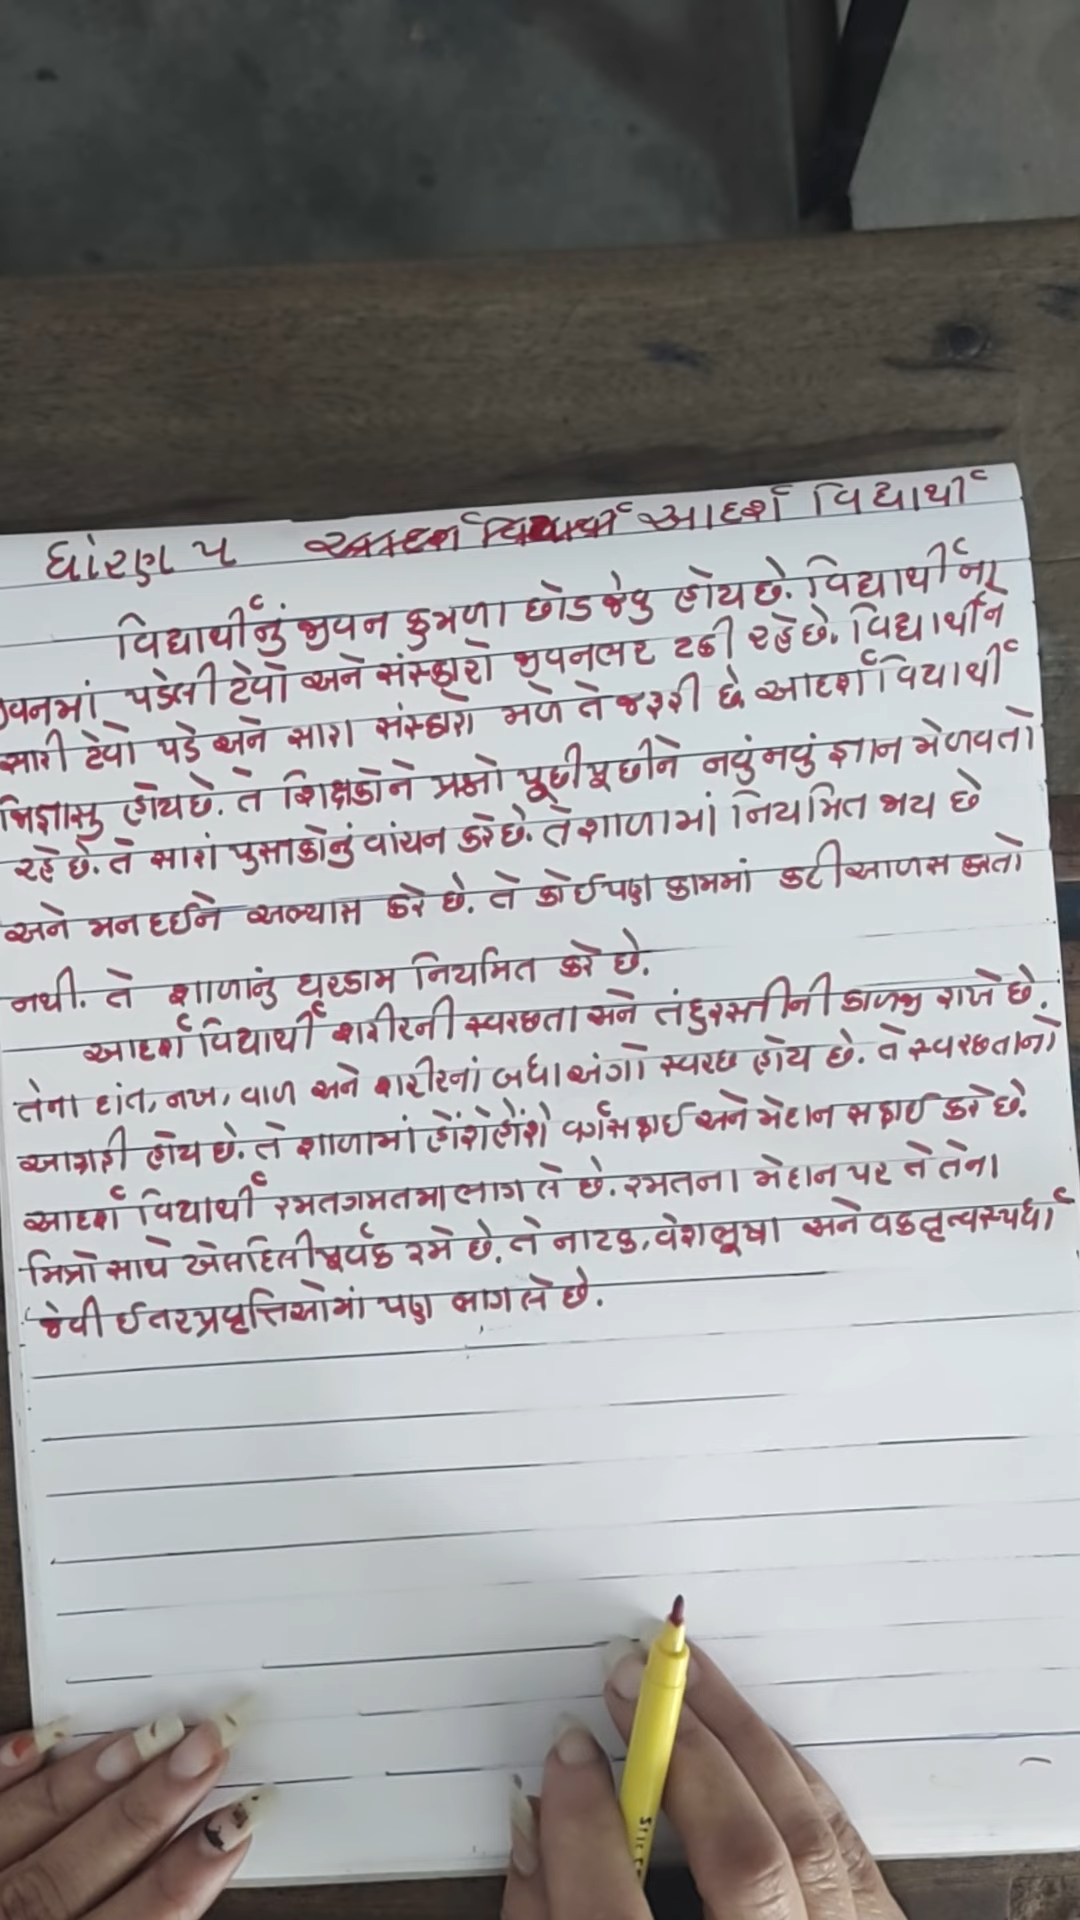 ધોરણ ૫ આદર્શ વિદ્યાર્થી
વિદ્યાર્થીનું જીવન કુમળા છોડ જેવુ હોય છે. વિદ્યાર્થીના
જીવનમાં પડેલી ટેવો અને સંસ્કારો જીવનભર ટકી રહે છે. વિદ્યાર્થીને
સારી ટેવો પડે અને સારા સંસ્કારો મળે તે જરૂરી છે. આદર્શ વિદ્યાર્થી
જિજ્ઞાસુ હોય છે. તે શિક્ષકોને પ્રશ્નો પૂછીપૂછીને નવુંનવું જ્ઞાન મેળવતો
રહે છે. તે સારાં પુસ્તકોનું વાંચન કરે છે. તે શાળામાં નિયમિત જાય છે
અને મન દઈને અભ્યાસ કરે છે. તે કોઈપણ કામમાં કદી આળસ કરતો
નથી. તે શાળાનું ઘરકામ નિયમિત કરે છે.
આદર્શ વિદ્યાર્થી શરીરની સ્વચ્છતા અને તંદુરસ્તીની કાળજી રાખે છે.
તેના દાંત, નખ, વાળ અને શરીરનાં બધા અંગો સ્વચ્છ હોય છે. તે સ્વચ્છતાનો
આગ્રહી હોય છે. તે શાળામાં હોંશેહોંશે વર્ગસફાઈ અને મેદાન સફાઈ કરે છે.
આદર્શ વિદ્યાર્થી રમતગમતમા ભાગ લે છે. રમતના મેદાન પર તે તેના
મિત્રો સાથે ખેલદિલીપૂર્વક રમે છે. તે નાટક, વેશભૂષા અને વકતૃત્વસ્પર્ધા
જેવી ઈતરપ્રવૃત્તિઓમાં પણ ભાગ લે છે.